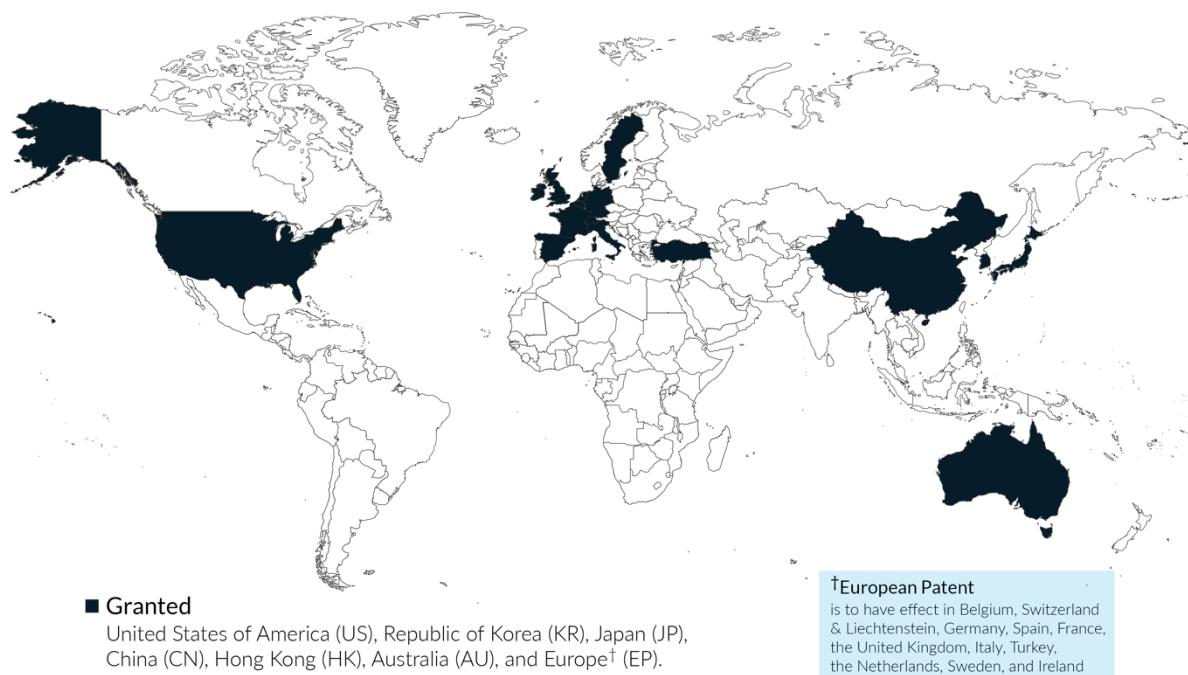 Granted
United States of America (US), Republic of Korea (KR), Japan (JP),
China (CN), Hong Kong (HK), Australia (AU), and Europe† (EP).
†European Patent
is to have effect in Belgium, Switzerland
& Liechtenstein, Germany, Spain, France,
the United Kingdom, Italy, Turkey,
the Netherlands, Sweden, and Ireland